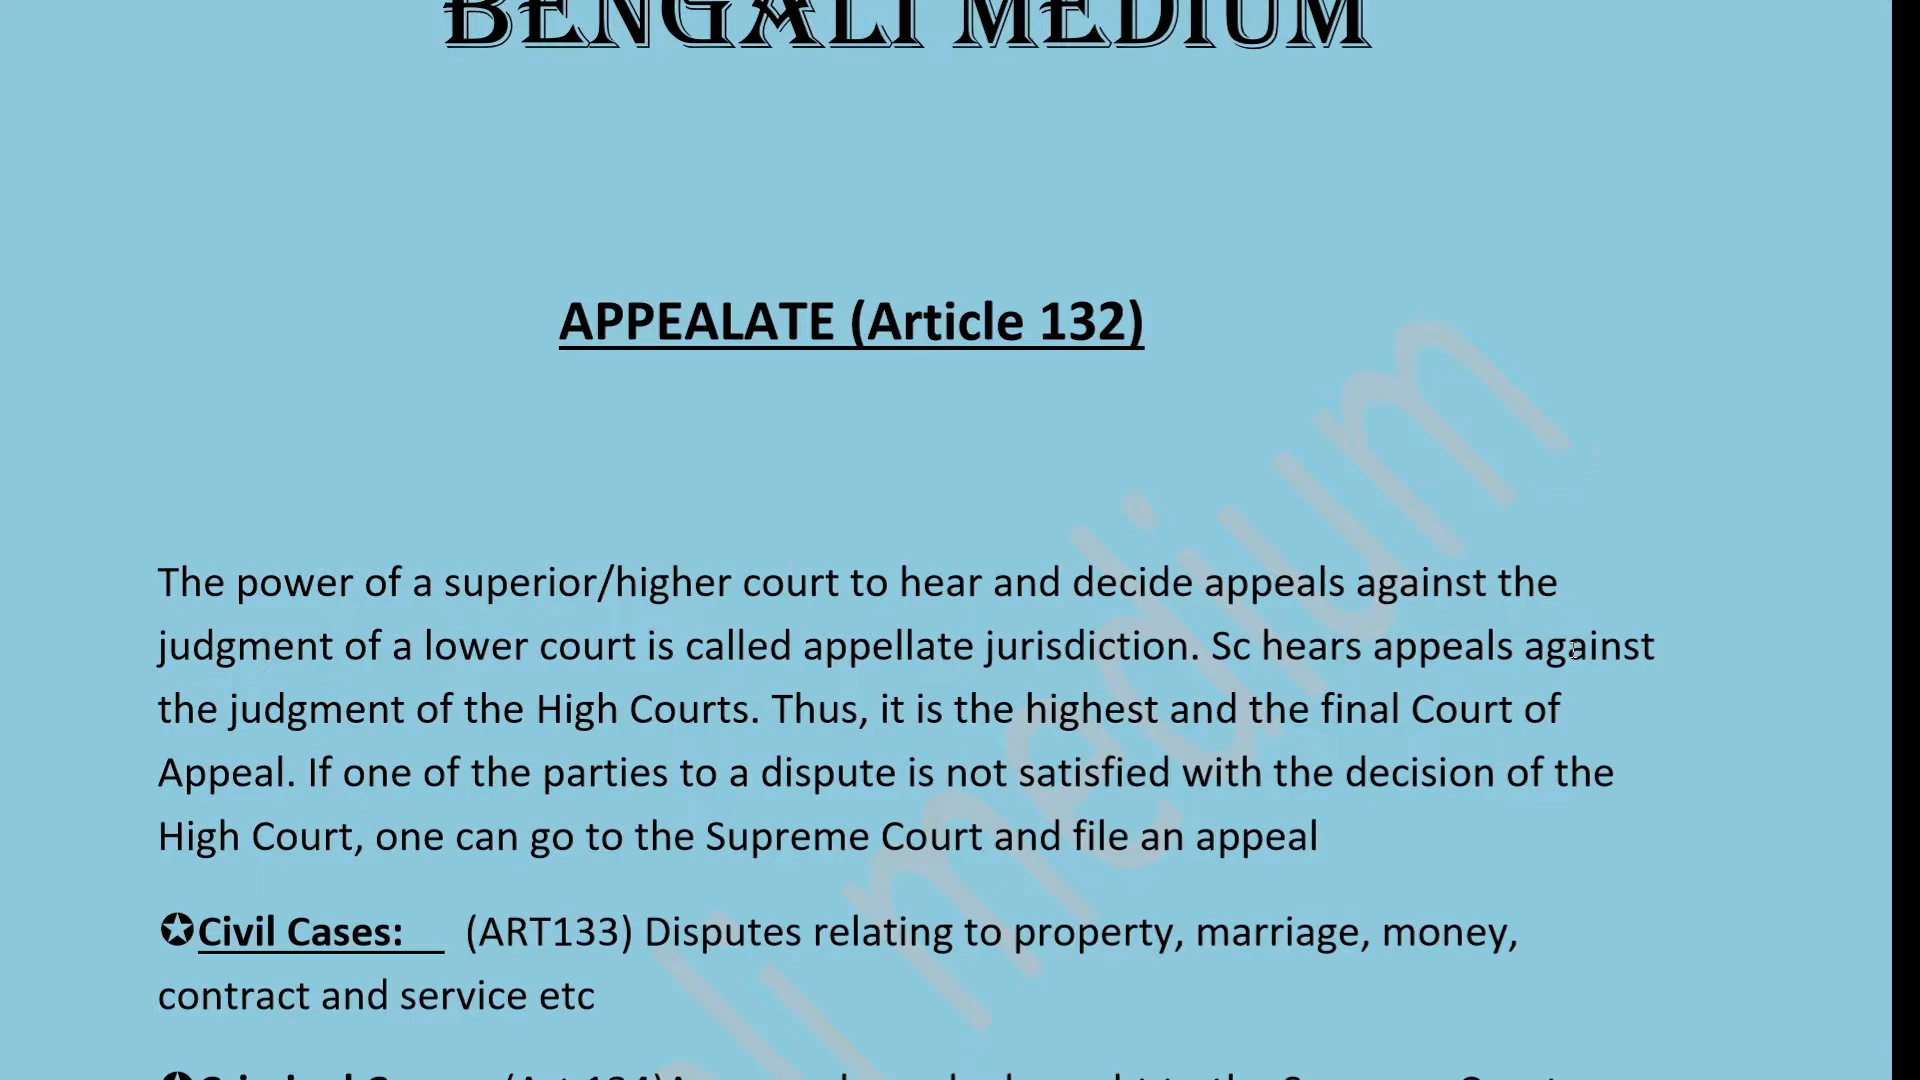 BENGALI MEDIUM
APPEALATE (Article 132)
The power of a superior/higher court to hear and decide appeals against the
judgment of a lower court is called appellate jurisdiction. Sc hears appeals against
the judgment of the High Courts. Thus, it is the highest and the final Court of
Appeal. If one of the parties to a dispute is not satisfied with the decision of the
High Court, one can go to the Supreme Court and file an appeal
✪Civil Cases: (ART133) Disputes relating to property, marriage, money,
contract and service etc
medium